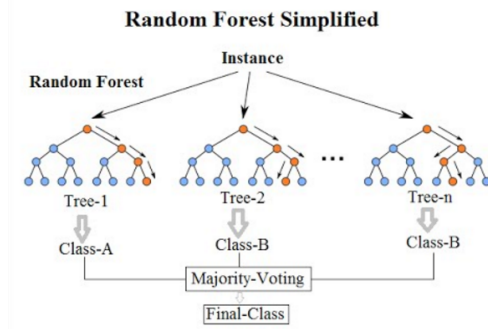 Random Forest Simplified
Instance
Random Forest
...
Tree-1
Tree-2
Tree-n
Class-A
Class-B
Class-B
Majority-Voting
Final-Class